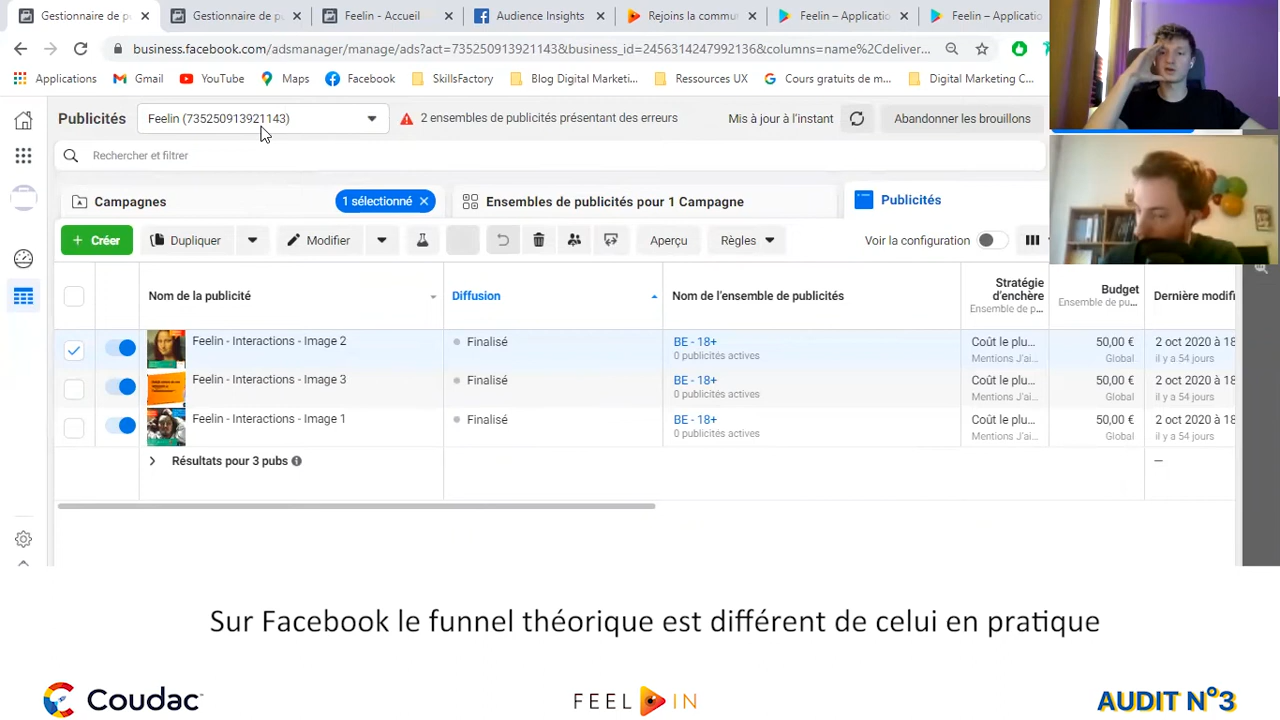 Gestionnaire de pu
Gestionnaire de pu
Feelin - Accueil
Audience Insights
Rejoins la commu
Feelin – Applicatio
Feelin – Applicatio
business.facebook.com/adsmanager/manage/ads?act=735250913921143&business_id=2456314247992136&columns=name%2Cdeliver...
Applications
Gmail
YouTube
Maps
Facebook
SkillsFactory
Blog Digital Marketi...
Ressources UX
Cours gratuits de m...
Digital Marketing C...
Publicités
Feelin (735250913921143)
2 ensembles de publicités présentant des erreurs
Mis à jour à l'instant
Abandonner les brouillons
Rechercher et filtrer
Campagnes
1 sélectionné
Ensembles de publicités pour 1 Campagne
Publicités
+ Créer
Dupliquer
Modifier
Aperçu
Règles
Voir la configuration
Nom de la publicité
Diffusion
Nom de l'ensemble de publicités
Stratégie
d'enchère
Ensemble de p...
Budget
Ensemble de pu...
Dernière modifi
Feelin - Interactions - Image 2
Finalisé
BE - 18+
0 publicités actives
Coût le plu...
Mentions J'ai...
50,00 €
Global
2 oct 2020 à 18
il y a 54 jours
Feelin - Interactions - Image 3
Finalisé
BE - 18+
0 publicités actives
Coût le plu...
Mentions J'ai...
50,00 €
Global
2 oct 2020 à 18
il y a 54 jours
Feelin - Interactions - Image 1
Finalisé
BE - 18+
0 publicités actives
Coût le plu...
Mentions J'ai...
50,00 €
Global
2 oct 2020 à 18
il y a 54 jours
Résultats pour 3 pubs
—
Sur Facebook le funnel théorique est différent de celui en pratique
Coudac
FEEL IN
AUDIT N°3